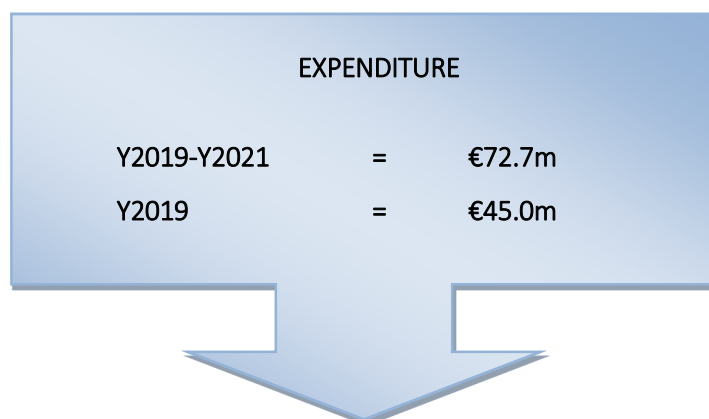 EXPENDITURE
Y2019-Y2021 = €72.7m
Y2019 = €45.0m